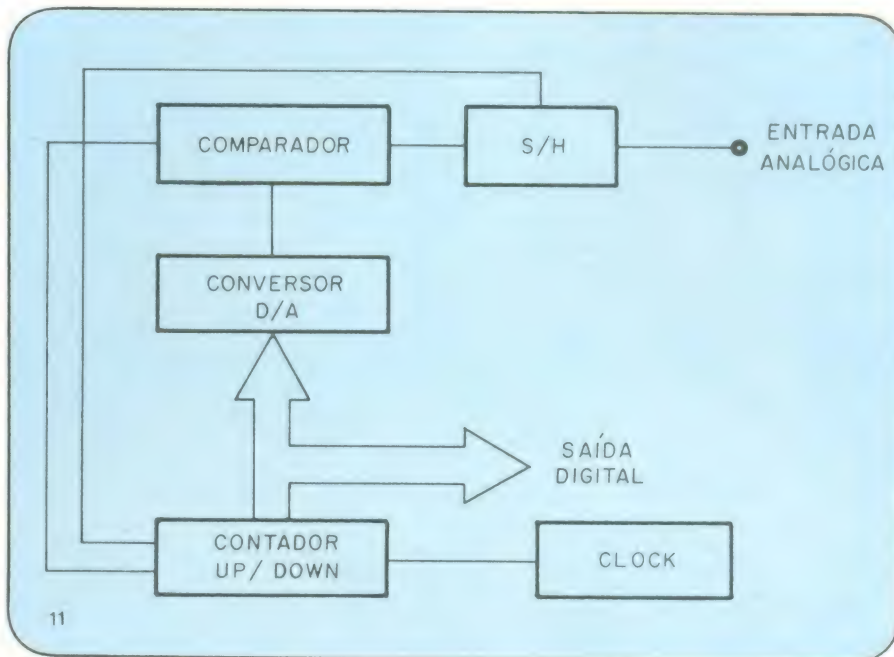 COMPARADOR
S/H
ENTRADA
ANALÓGICA
CONVERSOR
D/A
SAÍDA
DIGITAL
CONTADOR
UP/DOWN
CLOCK
11